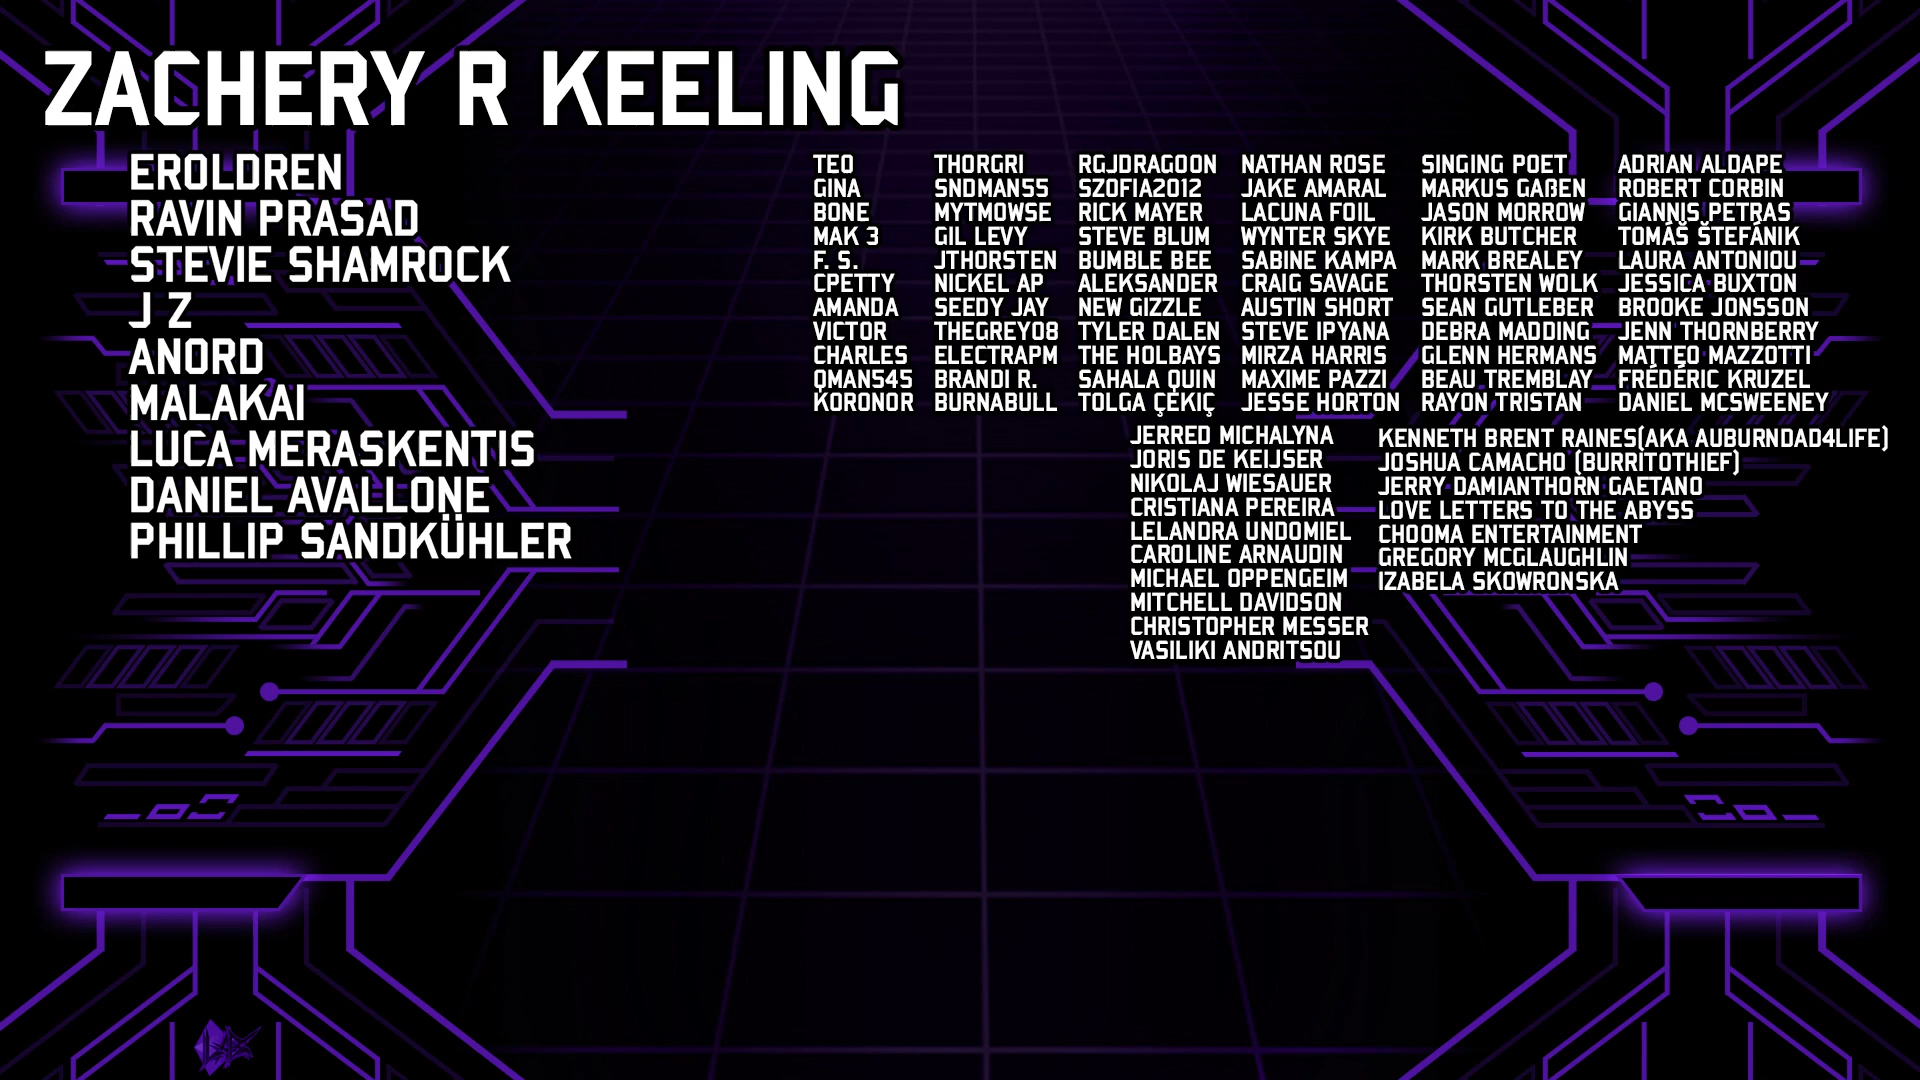 ZACHERY R KEELING
EROLDREN
RAVIN PRASAD
STEVIE SHAMROCK
J Z
ANORD
MALAKAI
LUCA MERASKENTIS
DANIEL AVALLONE
PHILLIP SANDKÜHLER
TEO
GINA
BONE
MAK 3
F. S.
CPETTY
AMANDA
VICTOR
CHARLES
QMAN545
KORONOR
THORGRI
SNDMAN55
MYTMOWSE
GIL LEVY
JTHORSTEN
NICKEL AP
SEEDY JAY
THEGREY08
ELECTRAPM
BRANDI R.
BURNABULL
RGJDRAGOON
SZOFIA2012
RICK MAYER
STEVE BLUM
BUMBLE BEE
ALEKSANDER
NEW GIZZLE
TYLER DALEN
THE HOLBAYS
SAHALA QUIN
TOLGA ÇEKIÇ
NATHAN ROSE
JAKE AMARAL
LACUNA FOIL
WYNTER SKYE
SABINE KAMPA
CRAIG SAVAGE
AUSTIN SHORT
STEVE IPYANA
MIRZA HARRIS
MAXIME PAZZI
JESSE HORTON
SINGING POET
MARKUS GAßEN
JASON MORROW
KIRK BUTCHER
MARK BREALEY
THORSTEN WOLK
SEAN GUTLEBER
DEBRA MADDING
GLENN HERMANS
BEAU TREMBLAY
RAYON TRISTAN
ADRIAN ALDAPE
ROBERT CORBIN
GIANNIS PETRAS
TOMÁŠ ŠTEFÁNIK
LAURA ANTONIOU
JESSICA BUXTON
BROOKE JONSSON
JENN THORNBERRY
MATTEO MAZZOTTI
FRÉDÉRIC KRUZEL
DANIEL MCSWEENEY
JERRED MICHALYNA
JORIS DE KEIJSER
NIKOLAJ WIESAUER
CRISTIANA PEREIRA
LELANDRA UNDOMIEL
CAROLINE ARNAUDIN
MICHAEL OPPENGEIM
MITCHELL DAVIDSON
CHRISTOPHER MESSER
VASILIKI ANDRITSOU
KENNETH BRENT RAINES(AKA AUBURNDAD4LIFE)
JOSHUA CAMACHO (BURRITOTHIEF)
JERRY DAMIANTHORN GAETANO
LOVE LETTERS TO THE ABYSS
CHOOMA ENTERTAINMENT
GREGORY MCGLAUGHLIN
IZABELA SKOWRONSKA